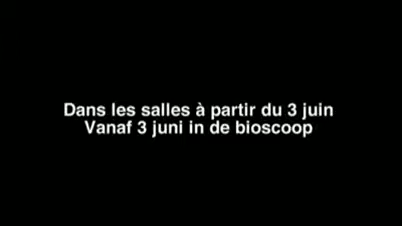 Dans les salles à partir du 3 juin
Vanaf 3 juni in de bioscoop